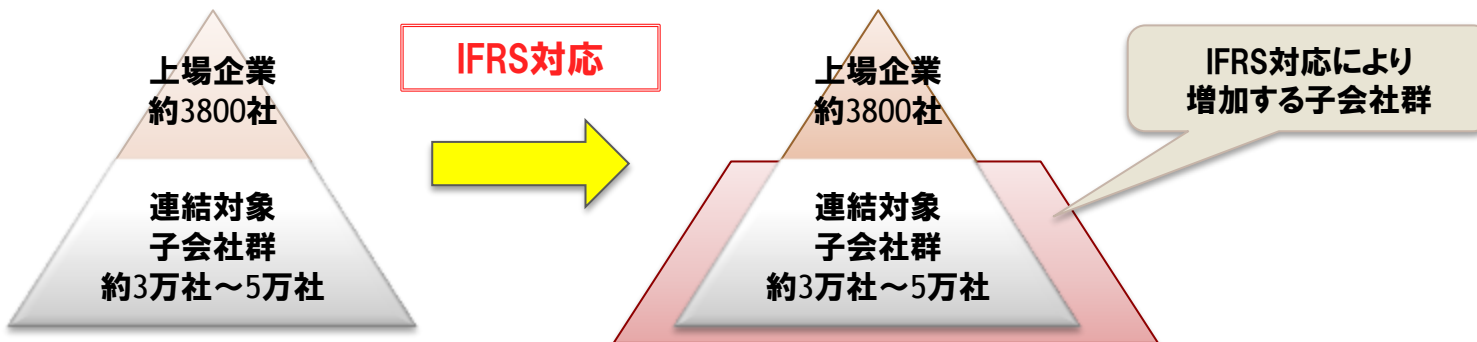 上場企業
約3800社
連結対象
子会社群
約3万社～5万社
IFRS対応
上場企業
約3800社
連結対象
子会社群
約3万社～5万社
IFRS対応により
増加する子会社群